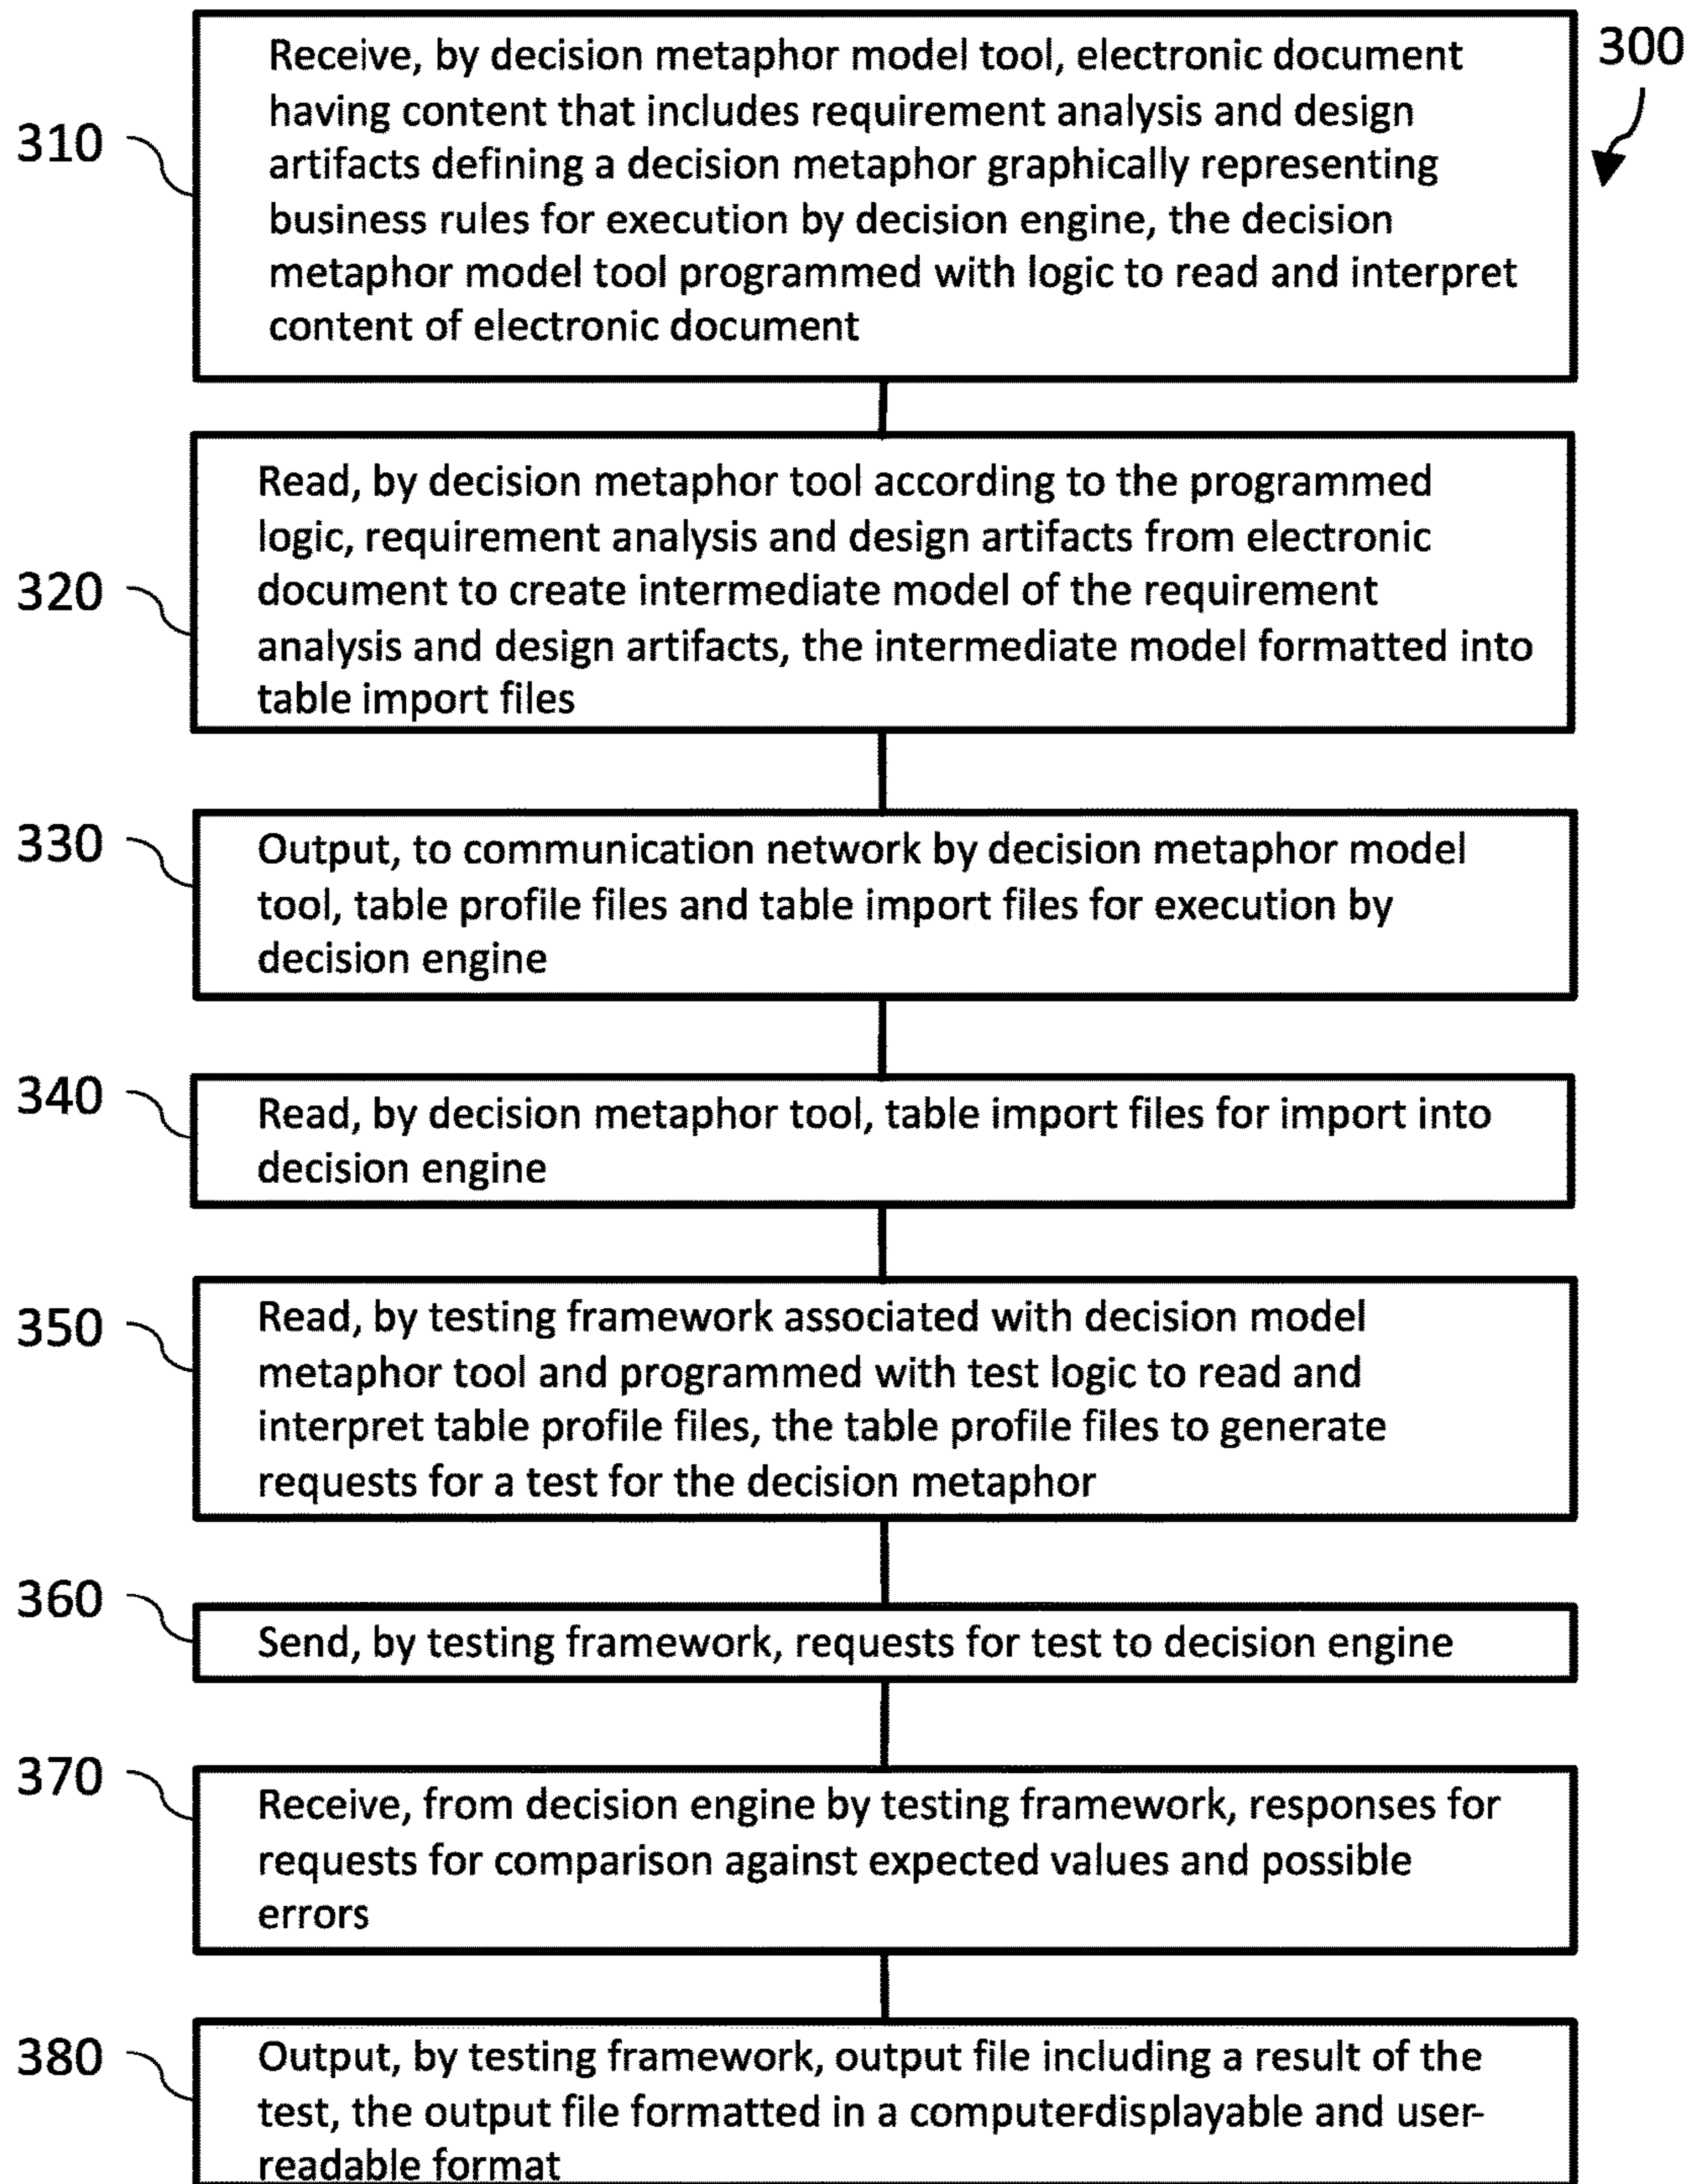 300
310
Receive, by decision metaphor model tool, electronic document
having content that includes requirement analysis and design
artifacts defining a decision metaphor graphically representing
business rules for execution by decision engine, the decision
metaphor model tool programmed with logic to read and interpret
content of electronic document
320
Read, by decision metaphor tool according to the programmed
logic, requirement analysis and design artifacts from electronic
document to create intermediate model of the requirement
analysis and design artifacts, the intermediate model formatted into
table import files
330
Output, to communication network by decision metaphor model
tool, table profile files and table import files for execution by
decision engine
340
Read, by decision metaphor tool, table import files for import into
decision engine
350
Read, by testing framework associated with decision model
metaphor tool and programmed with test logic to read and
interpret table profile files, the table profile files to generate
requests for a test for the decision metaphor
360
Send, by testing framework, requests for test to decision engine
370
Receive, from decision engine by testing framework, responses for
requests for comparison against expected values and possible
errors
380
Output, by testing framework, output file including a result of the
test, the output file formatted in a computer-displayable and user-
readable format